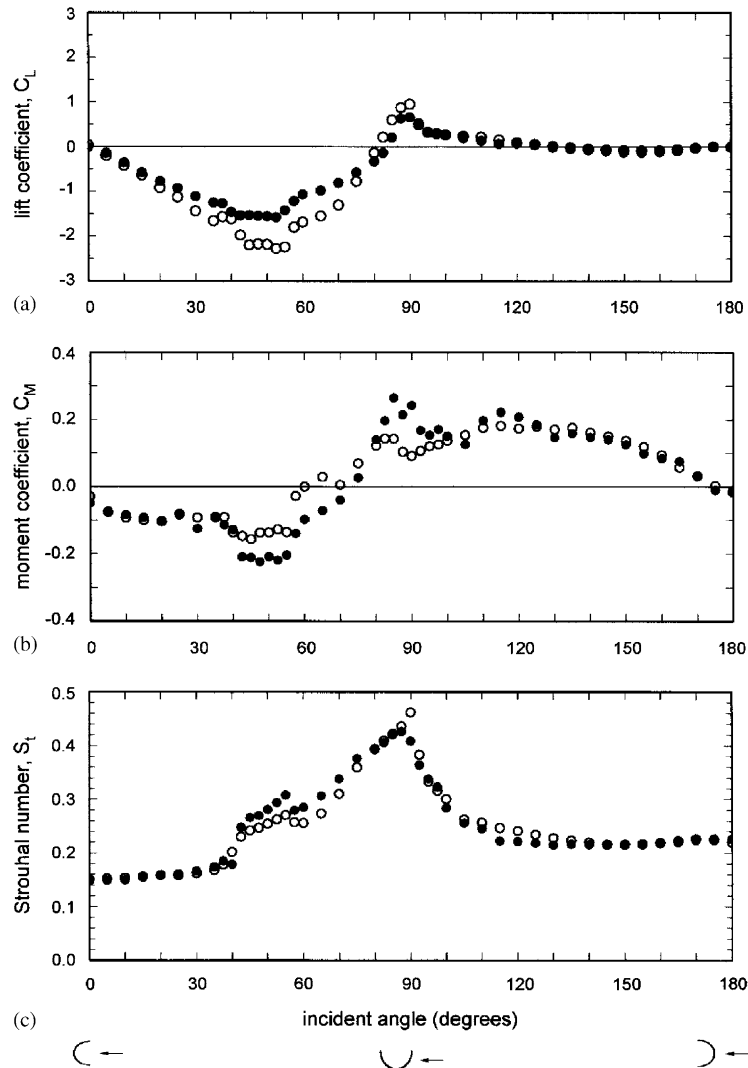 3
2
1
0
-1
-2
-3
lift coefficient, C_L
(a)
0 30 60 90 120 150 180
0.4
0.2
0.0
-0.2
-0.4
moment coefficient, C_M
(b)
0 30 60 90 120 150 180
0.5
0.4
0.3
0.2
0.1
0.0
Strouhal number, S_t
0 30 60 90 120 150 180
(c)
incident angle (degrees)